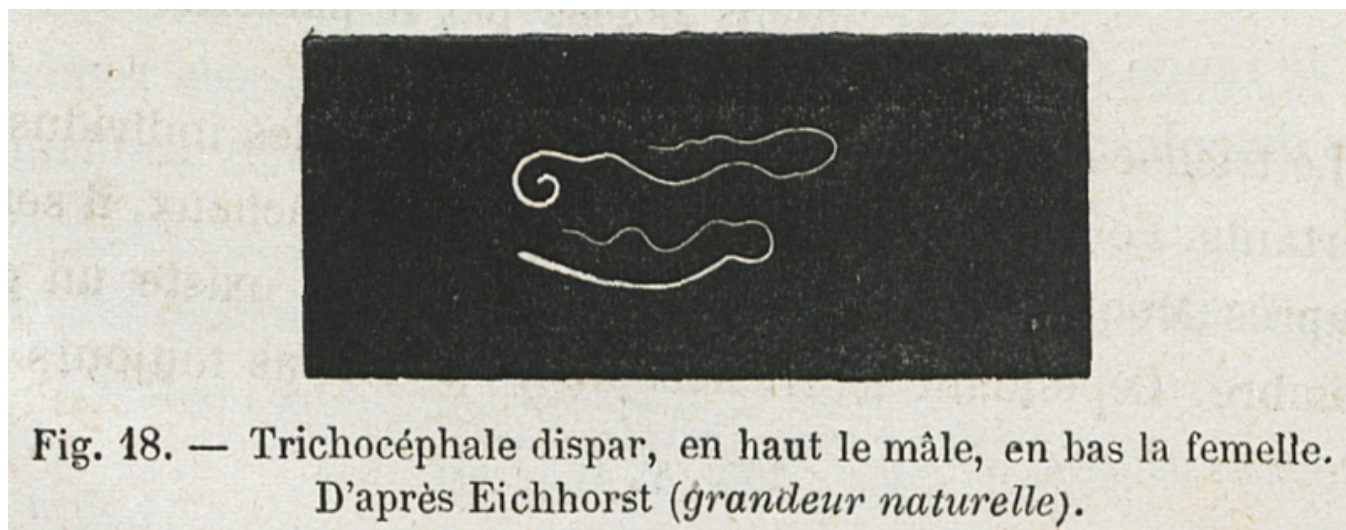 Fig. 18. — Trichocéphale dispar, en haut le mâle, en bas la femelle.
D'après Eichhorst (grandeur naturelle).